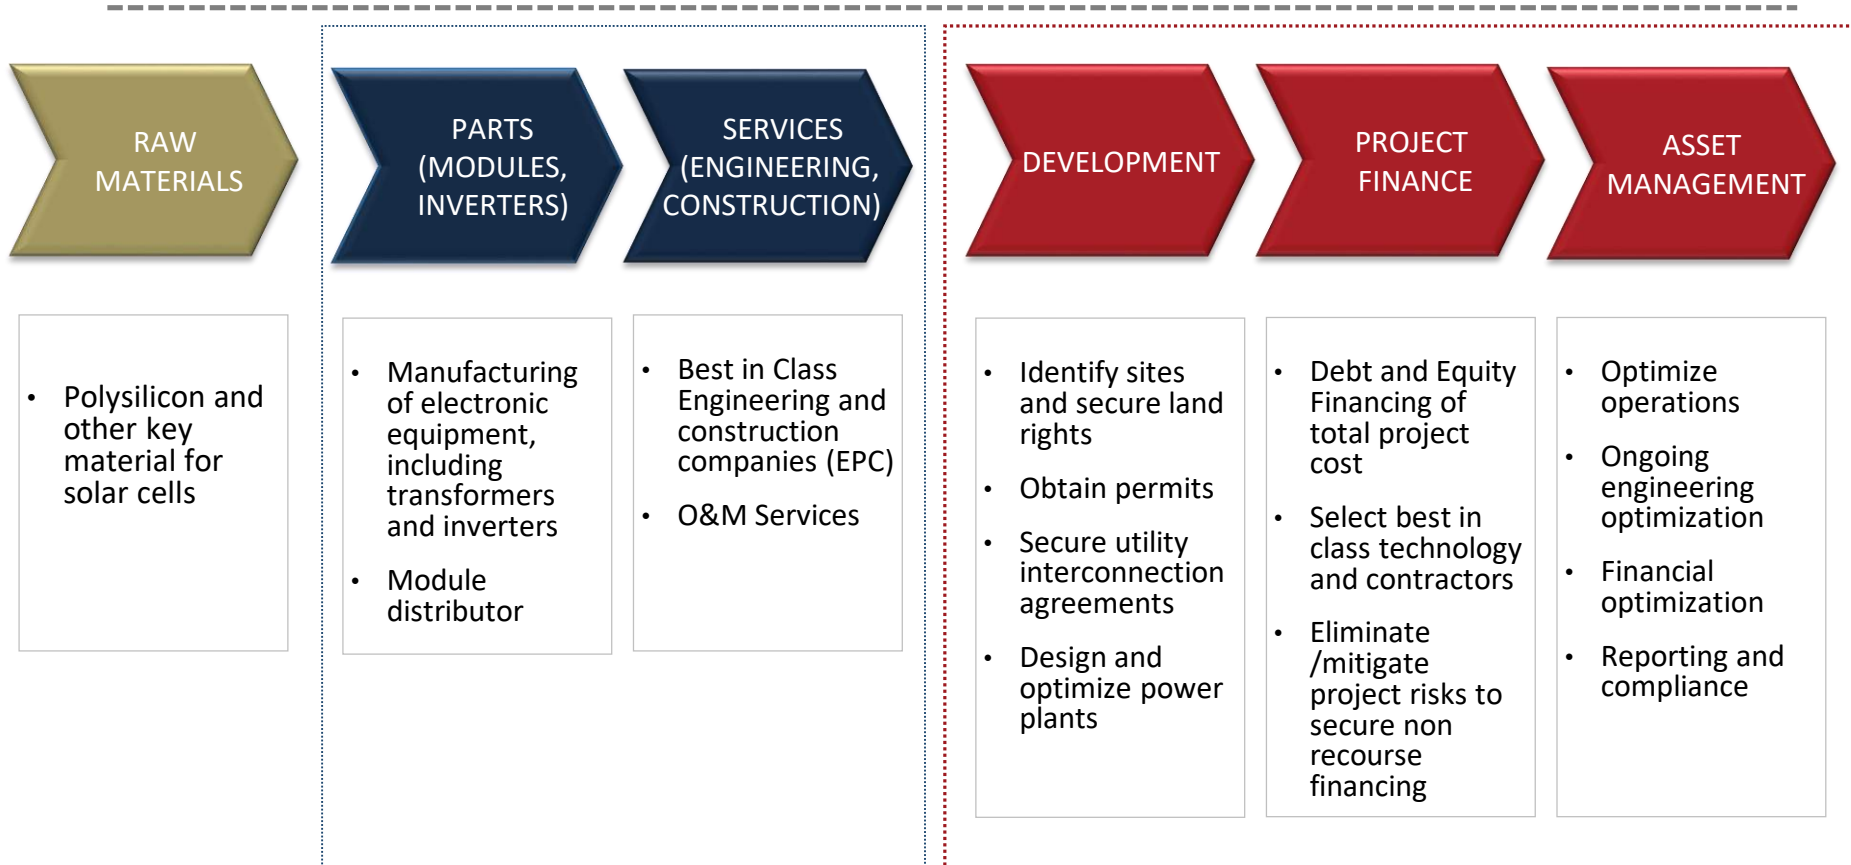 RAW
MATERIALS
PARTS
(MODULES,
INVERTERS)
SERVICES
(ENGINEERING,
CONSTRUCTION)
DEVELOPMENT
PROJECT
FINANCE
ASSET
MANAGEMENT
• Polysilicon and
other key
material for
solar cells
• Manufacturing
of electronic
equipment,
including
transformers
and inverters
• Module
distributor
• Best in Class
Engineering and
construction
companies (EPC)
• O&M Services
• Identify sites
and secure land
rights
• Obtain permits
• Secure utility
interconnection
agreements
• Design and
optimize power
plants
• Debt and Equity
Financing of
total project
cost
• Select best in
class technology
and contractors
• Eliminate
/mitigate
project risks to
secure non
recourse
financing
• Optimize
operations
• Ongoing
engineering
optimization
• Financial
optimization
• Reporting and
compliance